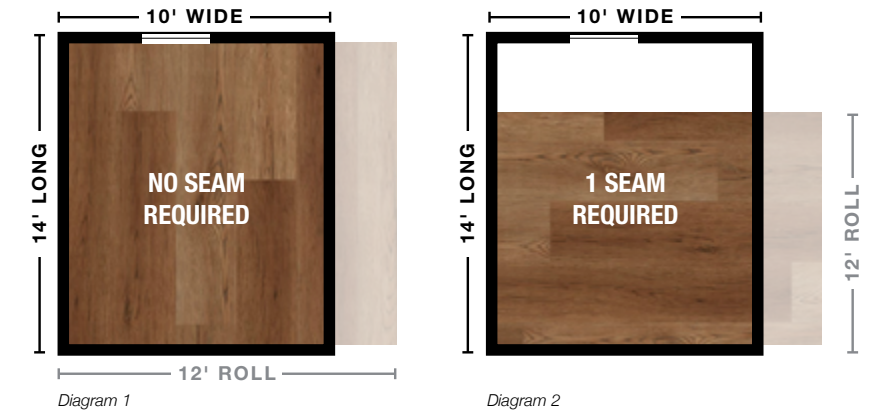 10' WIDE
14' LONG
NO SEAM
REQUIRED
12' ROLL
Diagram 1
10' WIDE
14' LONG
1 SEAM
REQUIRED
12' ROLL
Diagram 2